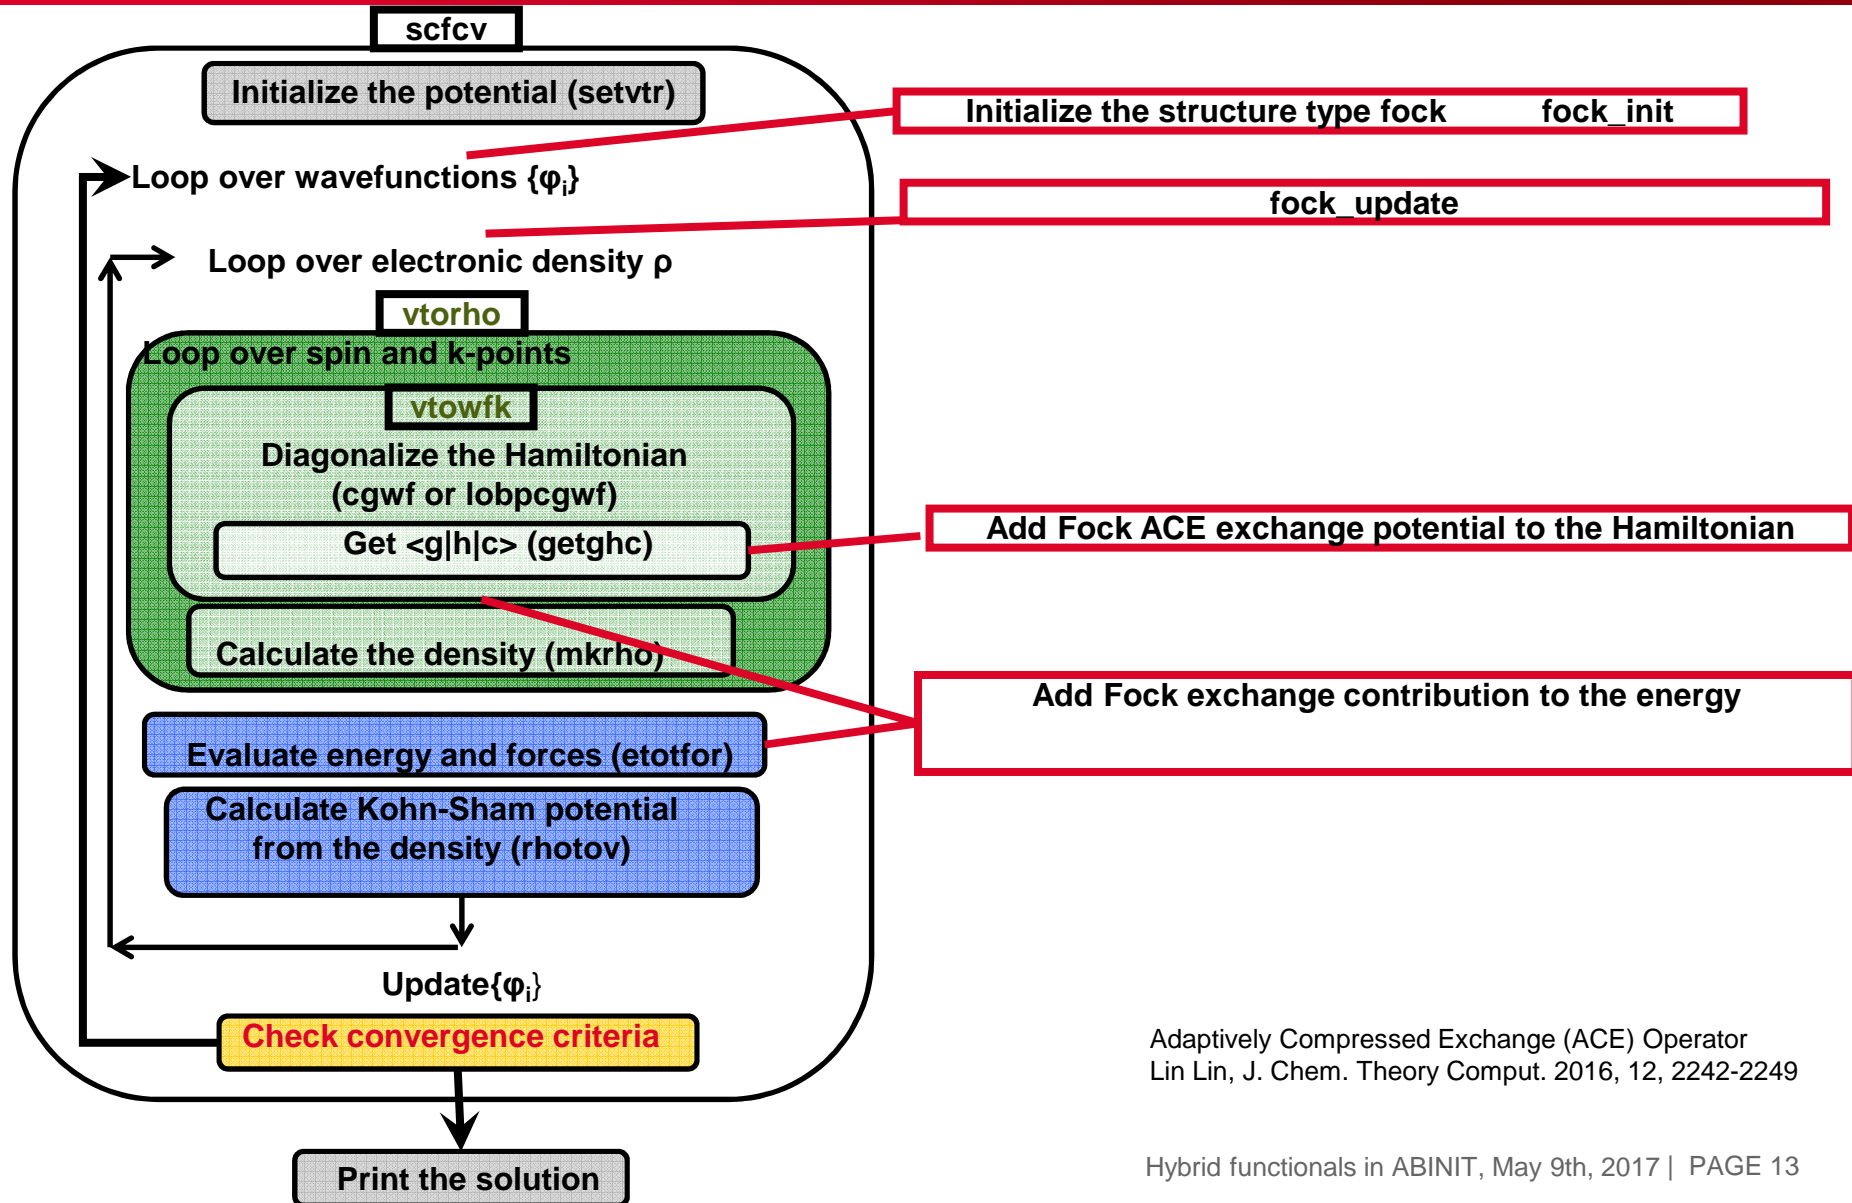 scfcv
Initialize the potential (setvtr)
Initialize the structure type fock fock_init
Loop over wavefunctions {φi}
fock_update
Loop over electronic density ρ
vtorho
Loop over spin and k-points
vtowfk
Diagonalize the Hamiltonian
(cgwf or lobpcgwf)
Get <g|h|c> (getghc)
Add Fock ACE exchange potential to the Hamiltonian
Calculate the density (mkrho)
Add Fock exchange contribution to the energy
Evaluate energy and forces (etotfor)
Calculate Kohn-Sham potential
from the density (rhotov)
Update{φi}
Check convergence criteria
Adaptively Compressed Exchange (ACE) Operator
Lin Lin, J. Chem. Theory Comput. 2016, 12, 2242-2249
Print the solution
Hybrid functionals in ABINIT, May 9th, 2017 | PAGE 13